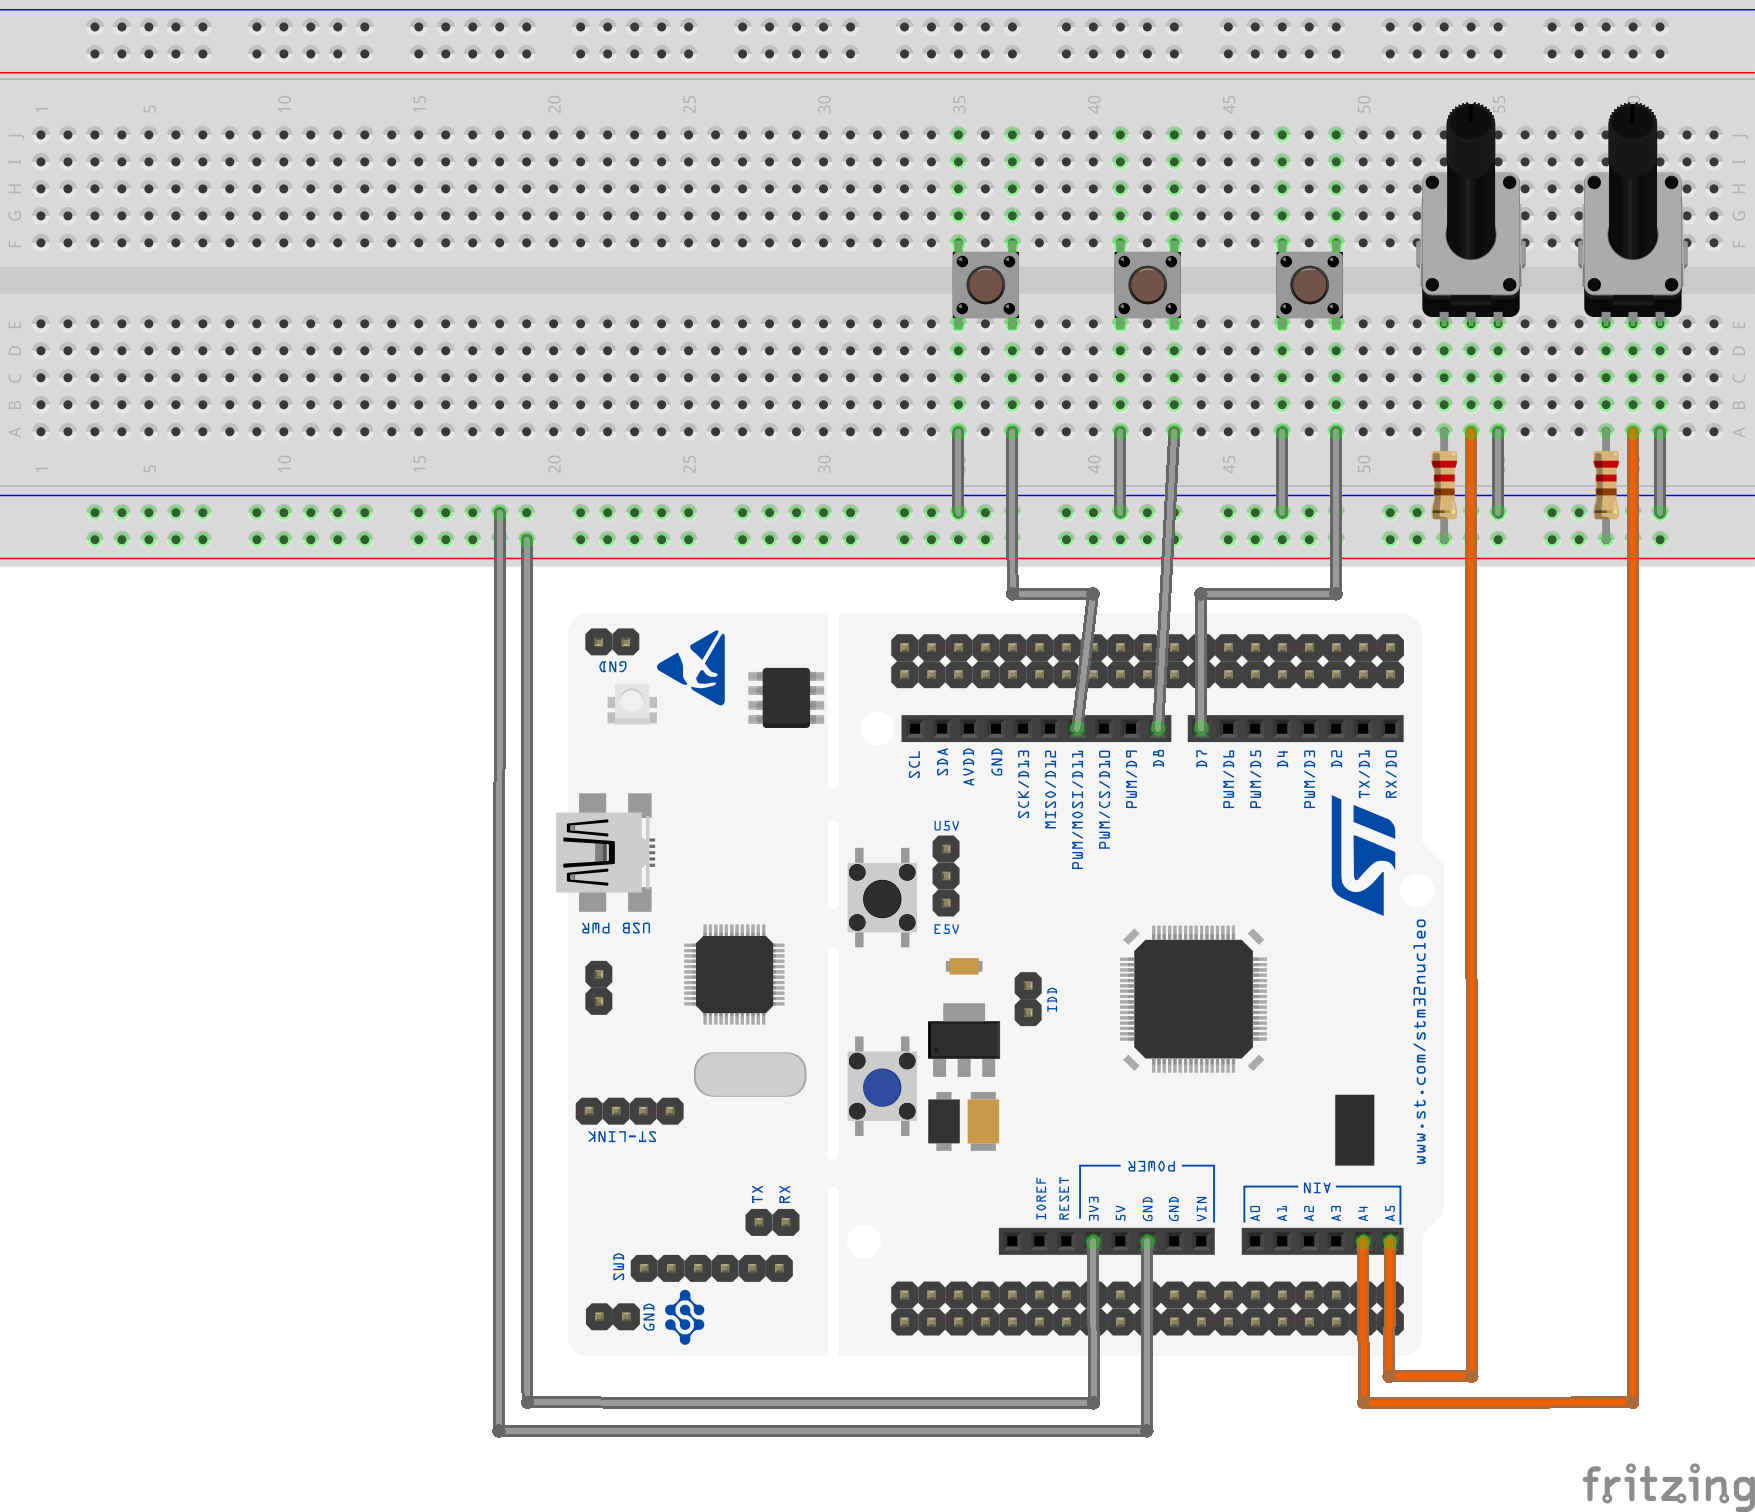 1 5 10 15 20 25 30 35 40 45 50 55
J J
I I
H H
G G
F F
E E
D D
C C
B B
A A
1 5 10 15 20 25 30 40 45 50
GND
SCL
SDA
AVDD
GND
SCK/D13
MISO/D12
PWM/MOSI/D11
PWM/CS/D10
PWM/D9
D8
D7
PWM/D6
PWM/D5
D4
PWM/D3
D2
TX/D1
RX/D0
U5V
E5V
USB PWR
IDD
www.st.com/stm32nucleo
ST-LINK
TX
RX
SWD
GND
POWER
IOREF
RESET
3V3
5V
GND
GND
VIN
AIN
A0
A1
A2
A3
A4
A5
fritzing